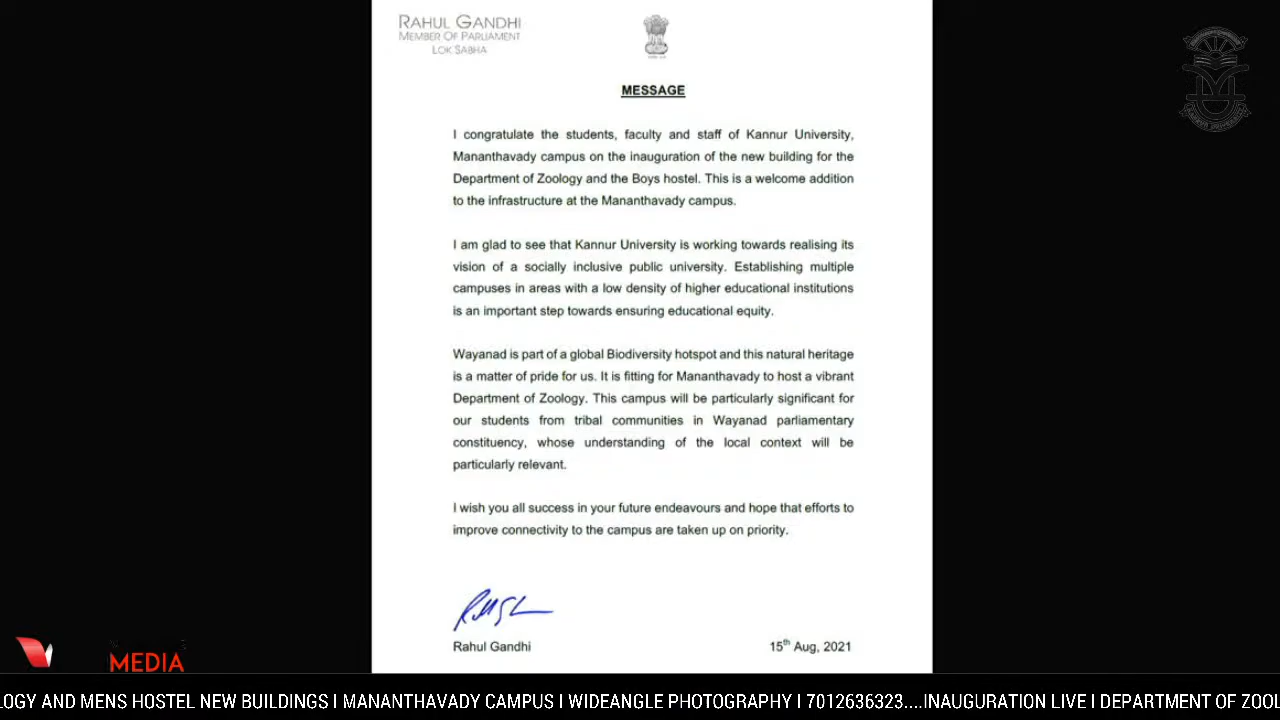 RAHUL GANDHI
MEMBER OF PARLIAMENT
LOK SABHA
MESSAGE
I congratulate the students, faculty and staff of Kannur University,
Mananthavady campus on the inauguration of the new building for the
Department of Zoology and the Boys hostel. This is a welcome addition
to the infrastructure at the Mananthavady campus.
I am glad to see that Kannur University is working towards realising its
vision of a socially inclusive public university. Establishing multiple
campuses in areas with a low density of higher educational institutions
is an important step towards ensuring educational equity.
Wayanad is part of a global Biodiversity hotspot and this natural heritage
is a matter of pride for us. It is fitting for Mananthavady to host a vibrant
Department of Zoology. This campus will be particularly significant for
our students from tribal communities in Wayanad parliamentary
constituency, whose understanding of the local context will be
particularly relevant.
I wish you all success in your future endeavours and hope that efforts to
improve connectivity to the campus are taken up on priority.
Rahul Gandhi
15th Aug, 2021
MEDIA
LOGY AND MENS HOSTEL NEW BUILDINGS I MANANTHAVADY CAMPUS I WIDEANGLE PHOTOGRAPHY I 7012636323....INAUGURATION LIVE I DEPARTMENT OF ZOOL